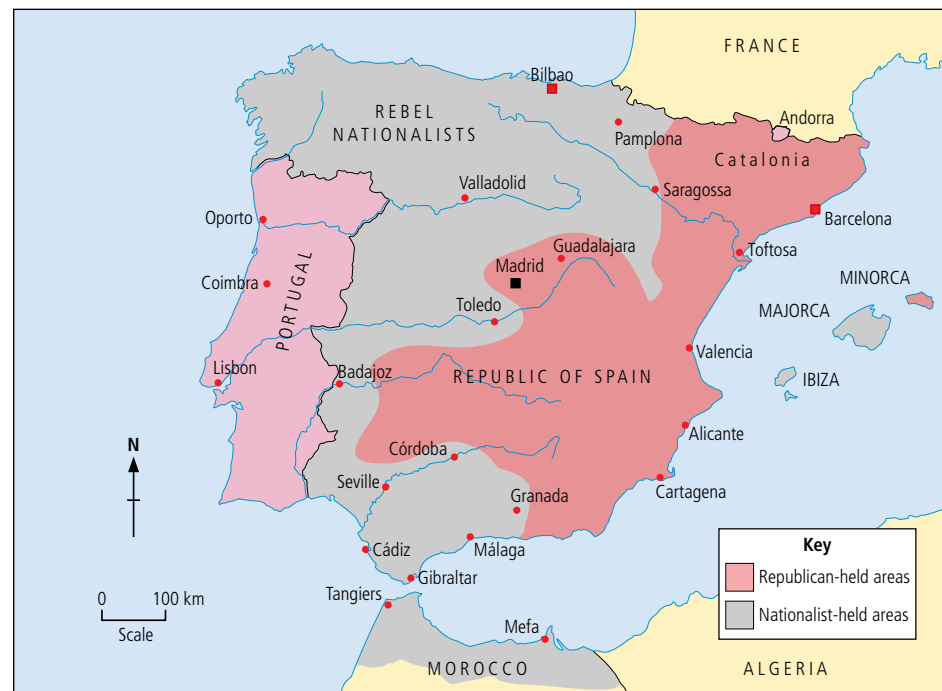 FRANCE
Bilbao
REBEL
NATIONALISTS
Andorra
Pamplona
Catalonia
Valladolid
Saragossa
Oporto
Barcelona
Guadalajara
Toftosa
Madrid
Coimbra
PORTUGAL
MINORCA
Toledo
MAJORCA
Valencia
Lisbon
Badajoz
REPUBLIC OF SPAIN
IBIZA
Alicante
N
Córdoba
Seville
Cartagena
Granada
Key
Cádiz
Málaga
Republican-held areas
Gibraltar
Tangiers
0 100 km
Scale
Nationalist-held areas
Mefa
MOROCCO
ALGERIA